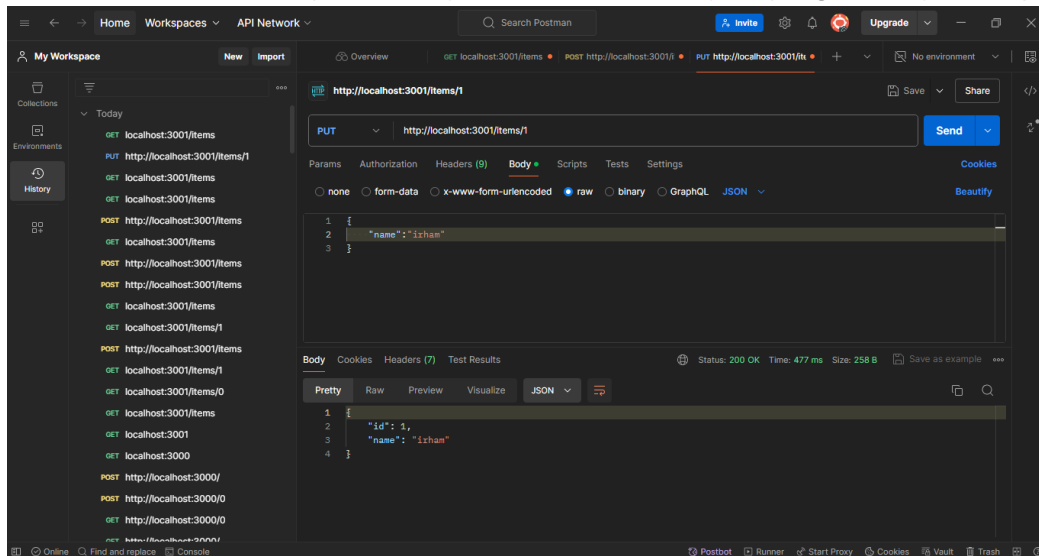 Home Workspaces API Network Search Postman Invite Upgrade
My Workspace New Import Overview GET localhost:3001/items POST http://localhost:3001/i PUT http://localhost:3001/ite No environment
Collections
Environments
History
Today
GET localhost:3001/items
PUT http://localhost:3001/items/1
GET localhost:3001/items
GET localhost:3001/items
POST http://localhost:3001/items
GET localhost:3001/items
POST http://localhost:3001/items
POST http://localhost:3001/items
GET localhost:3001/items
GET localhost:3001/items/1
POST http://localhost:3001/items
GET localhost:3001/items/1
GET localhost:3001/items/0
GET localhost:3001/items
GET localhost:3001
GET localhost:3000
POST http://localhost:3000/
POST http://localhost:3000/0
GET http://localhost:3000/0
GET http://localhost:3000/
HTTP http://localhost:3001/items/1 Save Share
PUT http://localhost:3001/items/1 Send
Params Authorization Headers (9) Body Scripts Tests Settings Cookies
none form-data x-www-form-urlencoded raw binary GraphQL JSON Beautify
1 {
2 "name":"irham"
3 }
Body Cookies Headers (7) Test Results Status: 200 OK Time: 477 ms Size: 258 B Save as example
Pretty Raw Preview Visualize JSON
1 {
2 "id": 1,
3 "name": "irham"
4 }
Online Find and replace Console Postbot Runner Start Proxy Cookies Vault Trash